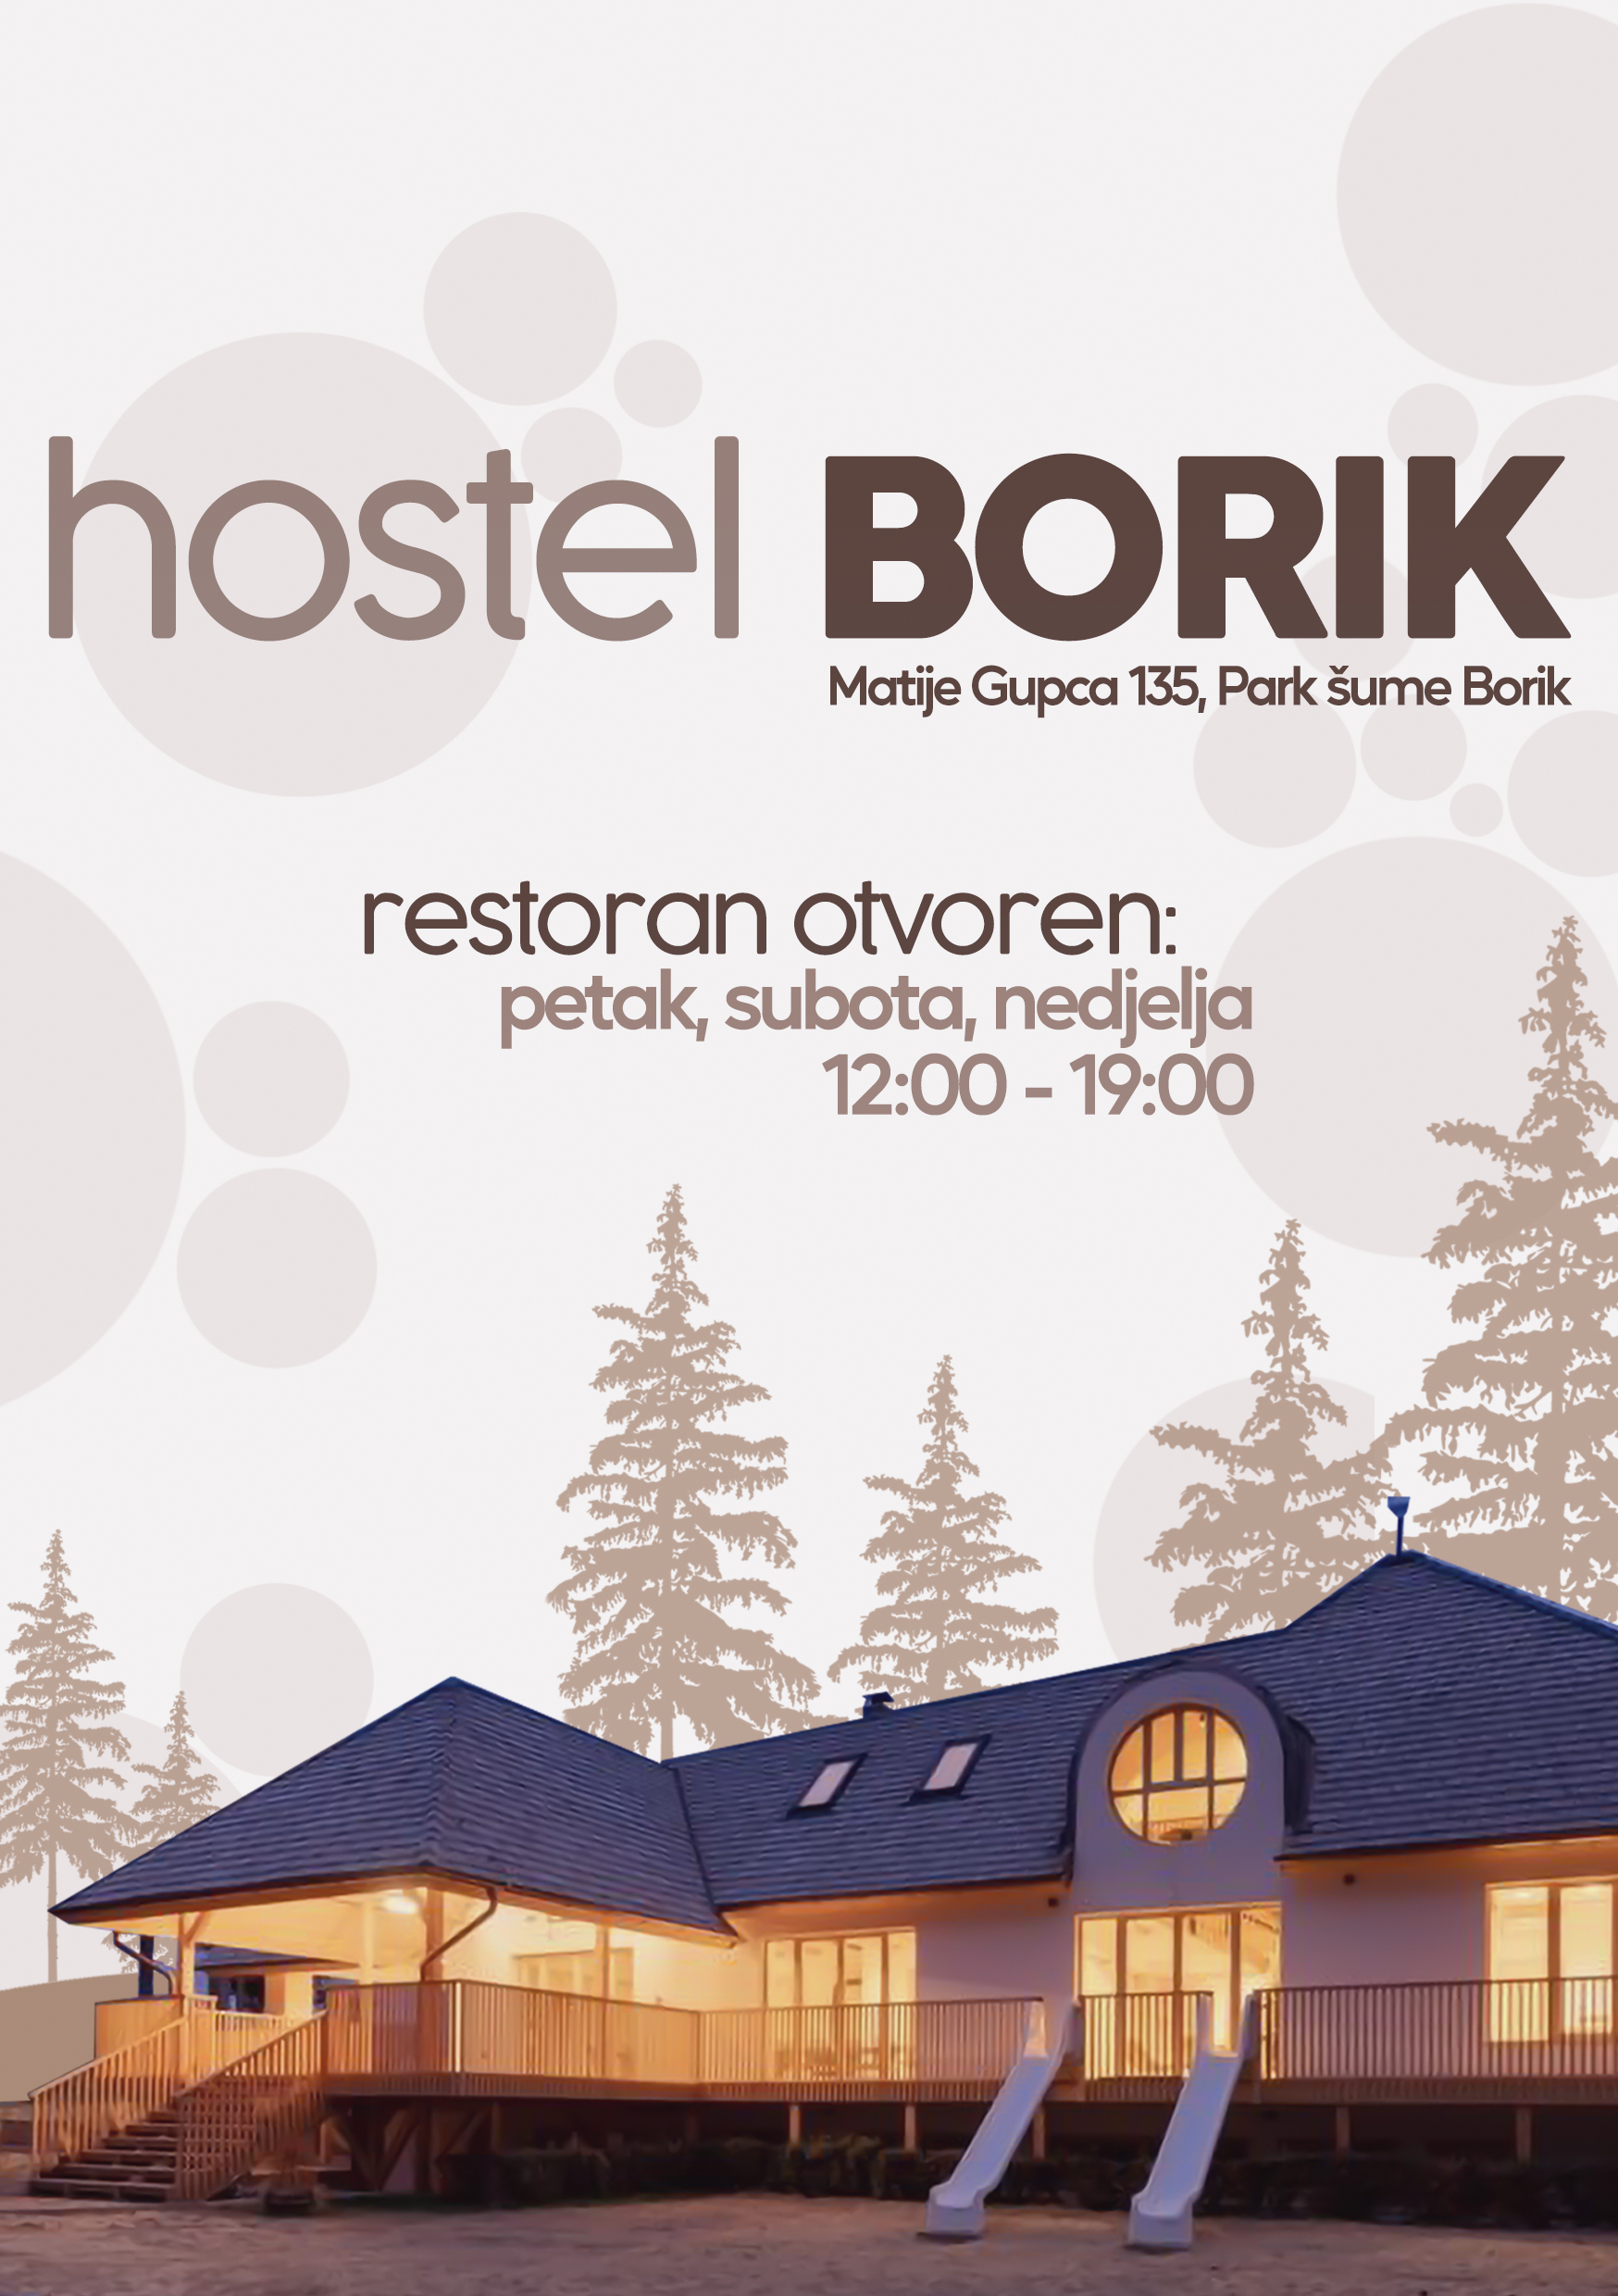 hostel BORIK
Matije Gupca 135, Park šume Borik
restoran otvoren:
petak, subota, nedjelja
12:00 - 19:00